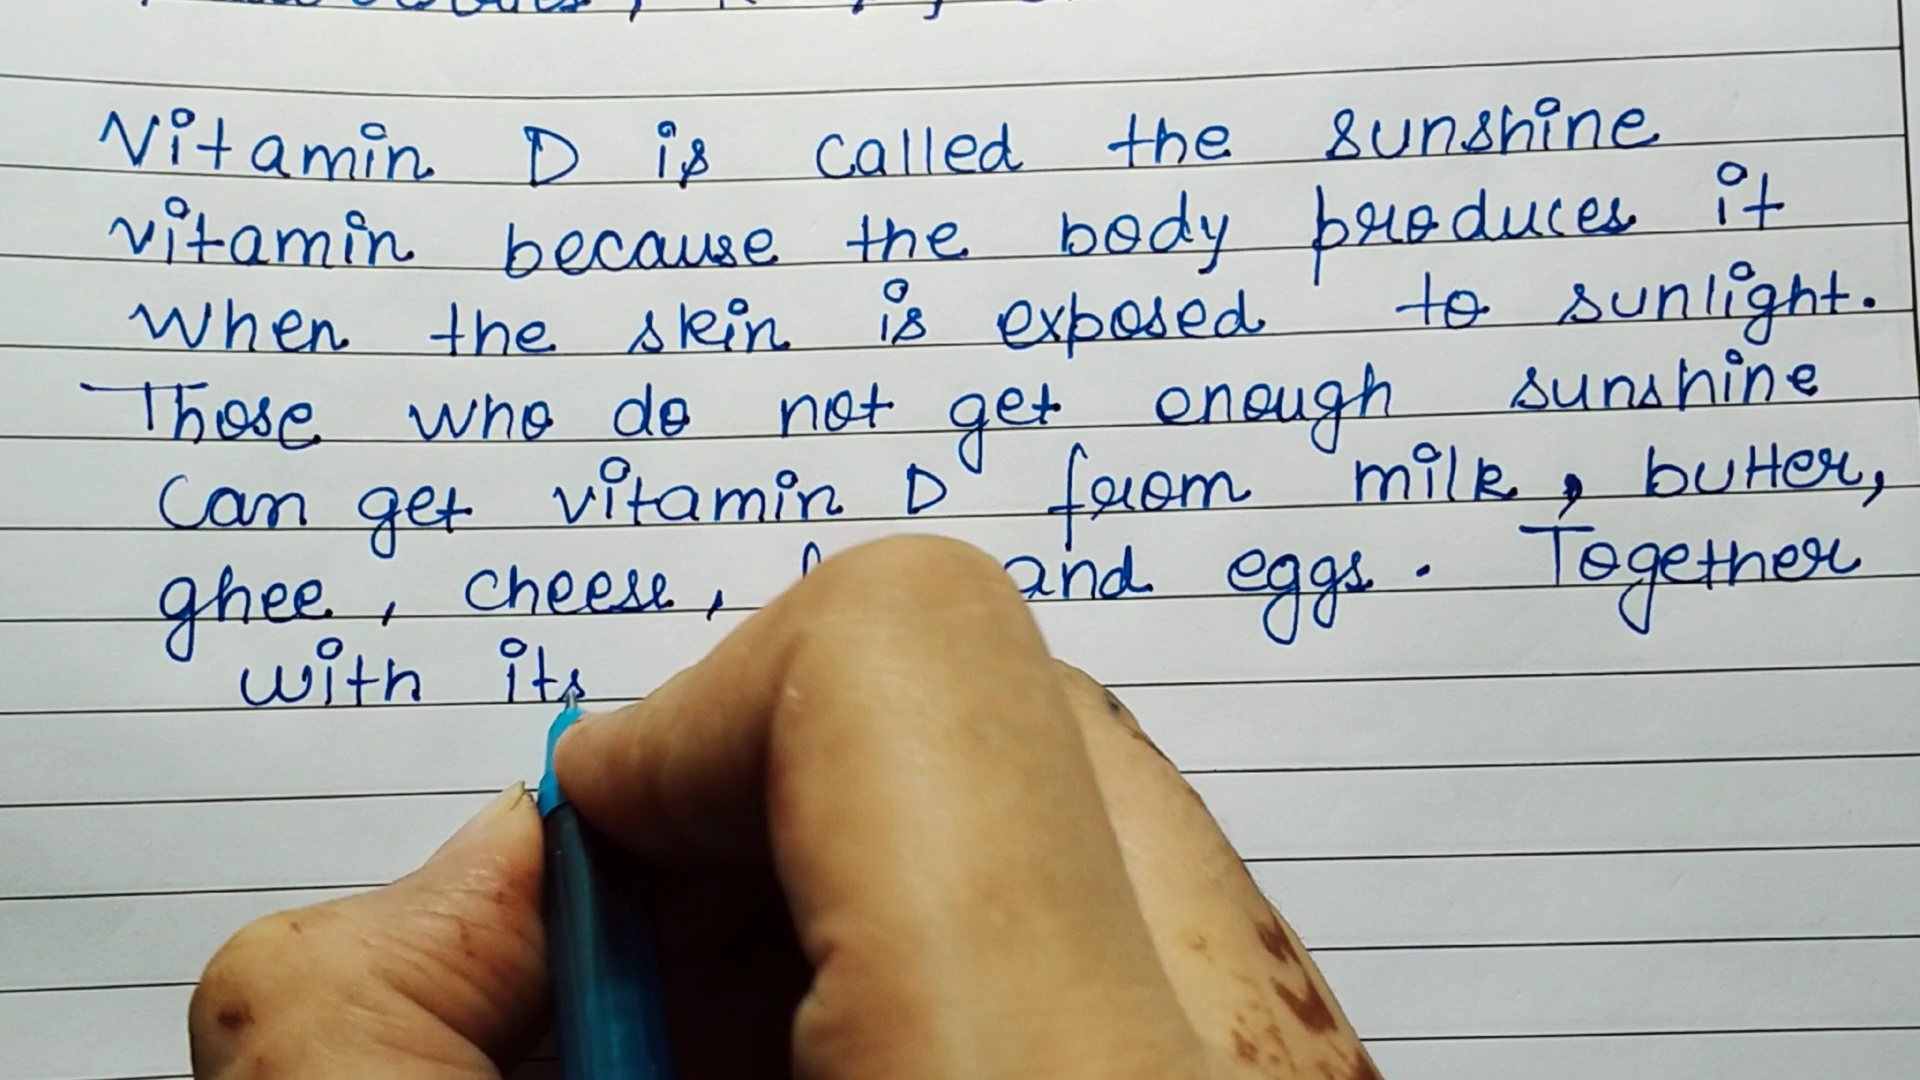 Vitamin D is called the sunshine
vitamin because the body produces it
when the skin is exposed to sunlight.
Those who do not get enough sunshine
can get vitamin D from milk, butter,
ghee, cheese, and eggs. Together
with its